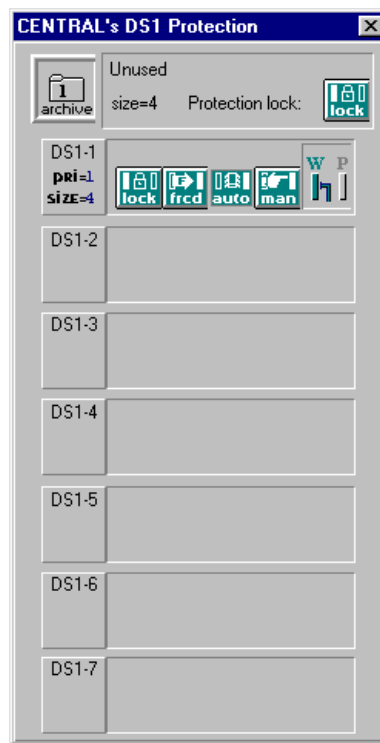 CENTRAL's DS1 Protection
1
archive
Unused
size=4 Protection lock:
lock
DS1-1
PRI=1
SIZE=4
lock frcd auto man
W P
DS1-2
DS1-3
DS1-4
DS1-5
DS1-6
DS1-7